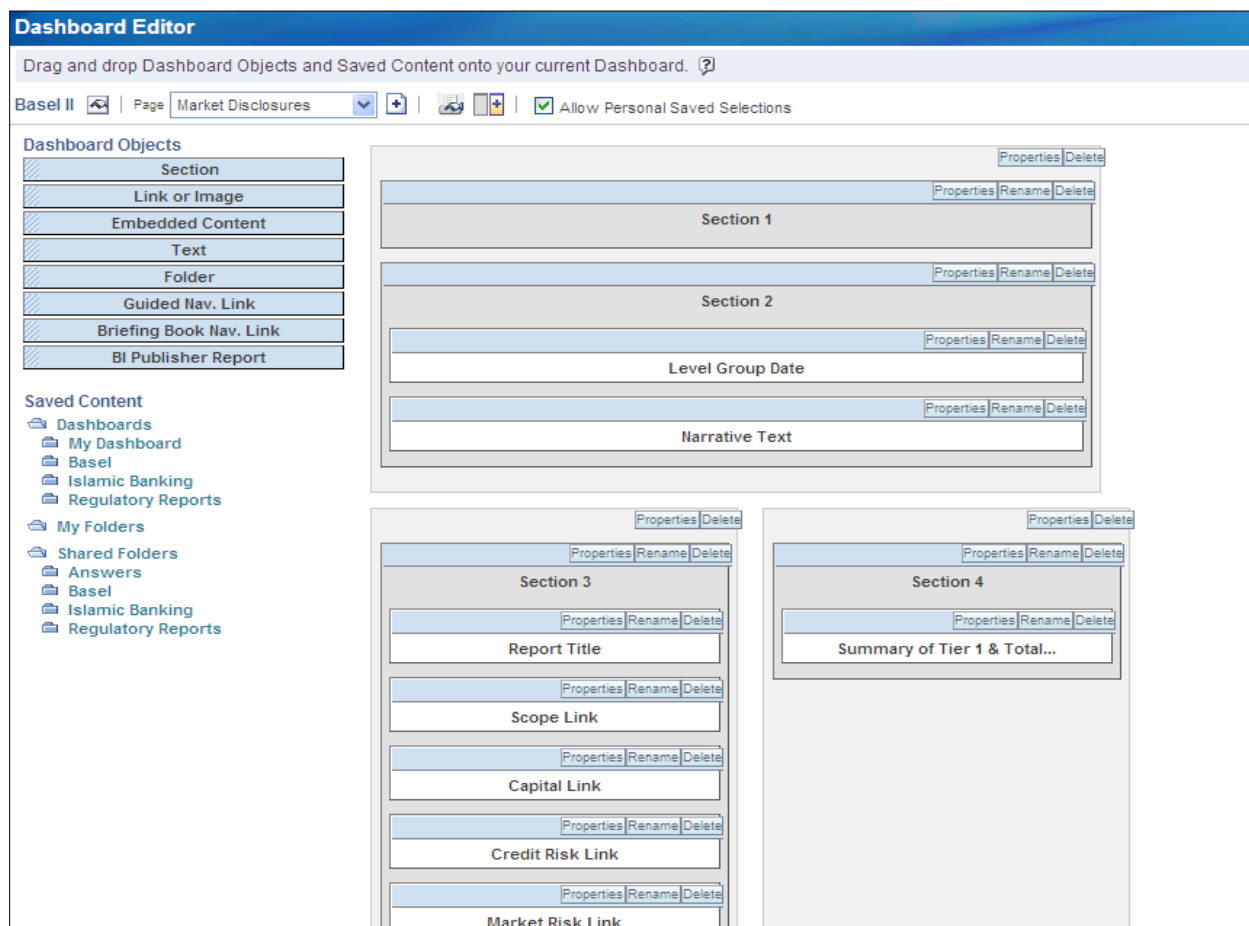 Dashboard Editor
Drag and drop Dashboard Objects and Saved Content onto your current Dashboard.
Basel II | Page Market Disclosures | | Allow Personal Saved Selections
Dashboard Objects
Section
Link or Image
Embedded Content
Text
Folder
Guided Nav. Link
Briefing Book Nav. Link
BI Publisher Report
Saved Content
Dashboards
My Dashboard
Basel
Islamic Banking
Regulatory Reports
My Folders
Shared Folders
Answers
Basel
Islamic Banking
Regulatory Reports
Properties Delete
Properties Rename Delete
Section 1
Properties Rename Delete
Section 2
Properties Rename Delete
Level Group Date
Properties Rename Delete
Narrative Text
Properties Delete
Properties Rename Delete
Section 3
Properties Rename Delete
Report Title
Properties Rename Delete
Scope Link
Properties Rename Delete
Capital Link
Properties Rename Delete
Credit Risk Link
Properties Rename Delete
Market Risk Link
Properties Delete
Properties Rename Delete
Section 4
Properties Rename Delete
Summary of Tier 1 & Total...